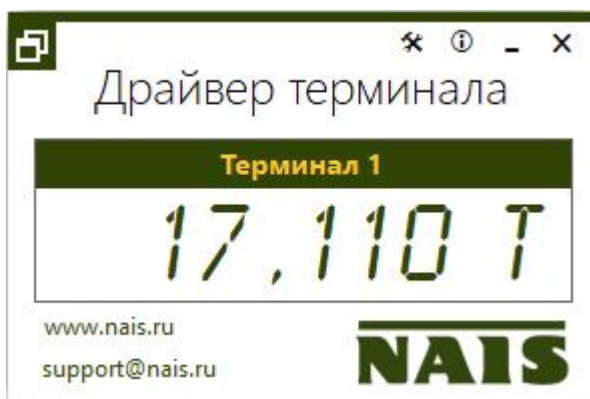 Драйвер терминала
Терминал 1
17,110 Т
www.nais.ru
support@nais.ru
NAIS